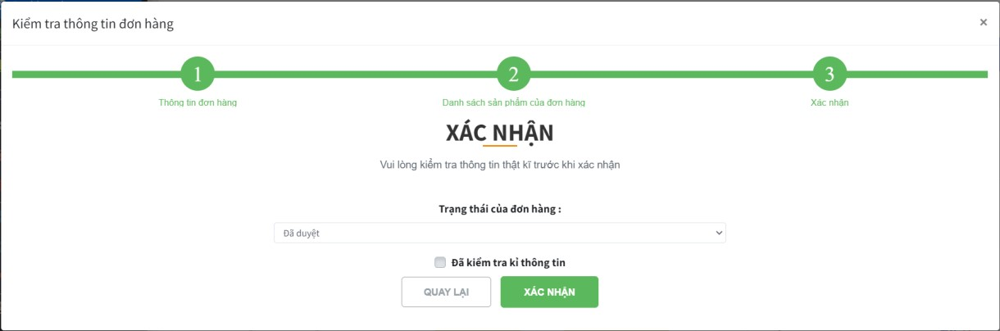 Kiểm tra thông tin đơn hàng
×
1
2
3
Thông tin đơn hàng
Danh sách sản phẩm của đơn hàng
Xác nhận
XÁC NHẬN
Vui lòng kiểm tra thông tin thật kĩ trước khi xác nhận
Trạng thái của đơn hàng :
Đã duyệt
Đã kiểm tra kỉ thông tin
QUAY LẠI
XÁC NHẬN